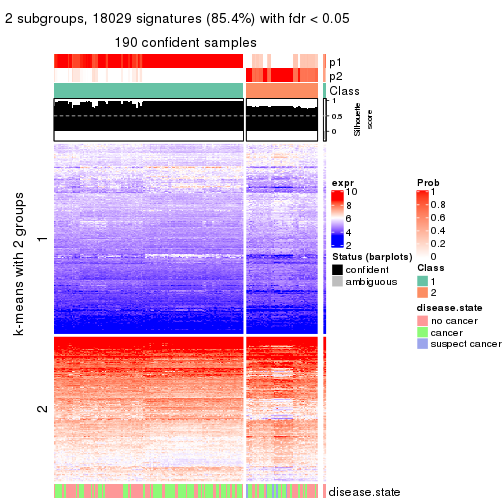 2 subgroups, 18029 signatures (85.4%) with fdr < 0.05
190 confident samples
p1
p2
Class
1
0.5
0
Silhouette
score
k-means with 2 groups
1
2
disease.state
expr
10
8
6
4
2
Status (barplots)
confident
ambiguous
Prob
1
0.8
0.6
0.4
0.2
0
Class
1
2
disease.state
no cancer
cancer
suspect cancer